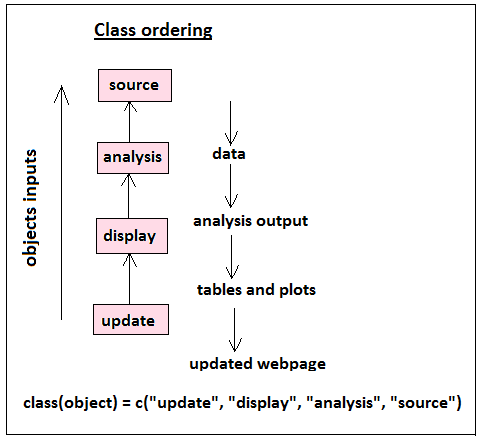 Class ordering
source
analysis
data
analysis output
display
tables and plots
update
updated webpage
objects inputs
class(object) = c("update", "display", "analysis", "source")